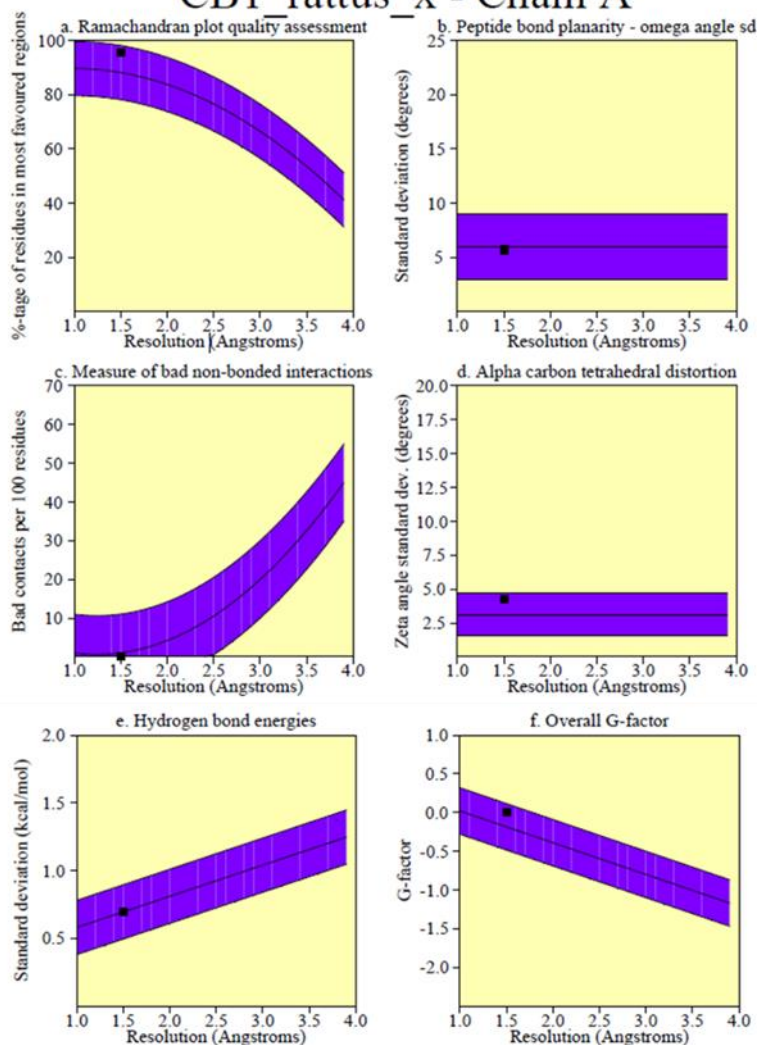 CB1_rattus_x - Chain A
a. Ramachandran plot quality assessment
%-tage of residues in most favoured regions
100
80
60
40
20
1.0 1.5 2.0 2.5 3.0 3.5 4.0
Resolution (Angstroms)
b. Peptide bond planarity - omega angle sd
Standard deviation (degrees)
25
20
15
10
5
1.0 1.5 2.0 2.5 3.0 3.5 4.0
Resolution (Angstroms)
c. Measure of bad non-bonded interactions
Bad contacts per 100 residues
70
60
50
40
30
20
10
1.0 1.5 2.0 2.5 3.0 3.5 4.0
Resolution (Angstroms)
d. Alpha carbon tetrahedral distortion
Zeta angle standard dev. (degrees)
20.0
17.5
15.0
12.5
10.0
7.5
5.0
2.5
1.0 1.5 2.0 2.5 3.0 3.5 4.0
Resolution (Angstroms)
e. Hydrogen bond energies
Standard deviation (kcal/mol)
2.0
1.5
1.0
0.5
1.0 1.5 2.0 2.5 3.0 3.5 4.0
Resolution (Angstroms)
f. Overall G-factor
G-factor
1.0
0.5
0.0
-0.5
-1.0
-1.5
-2.0
1.0 1.5 2.0 2.5 3.0 3.5 4.0
Resolution (Angstroms)